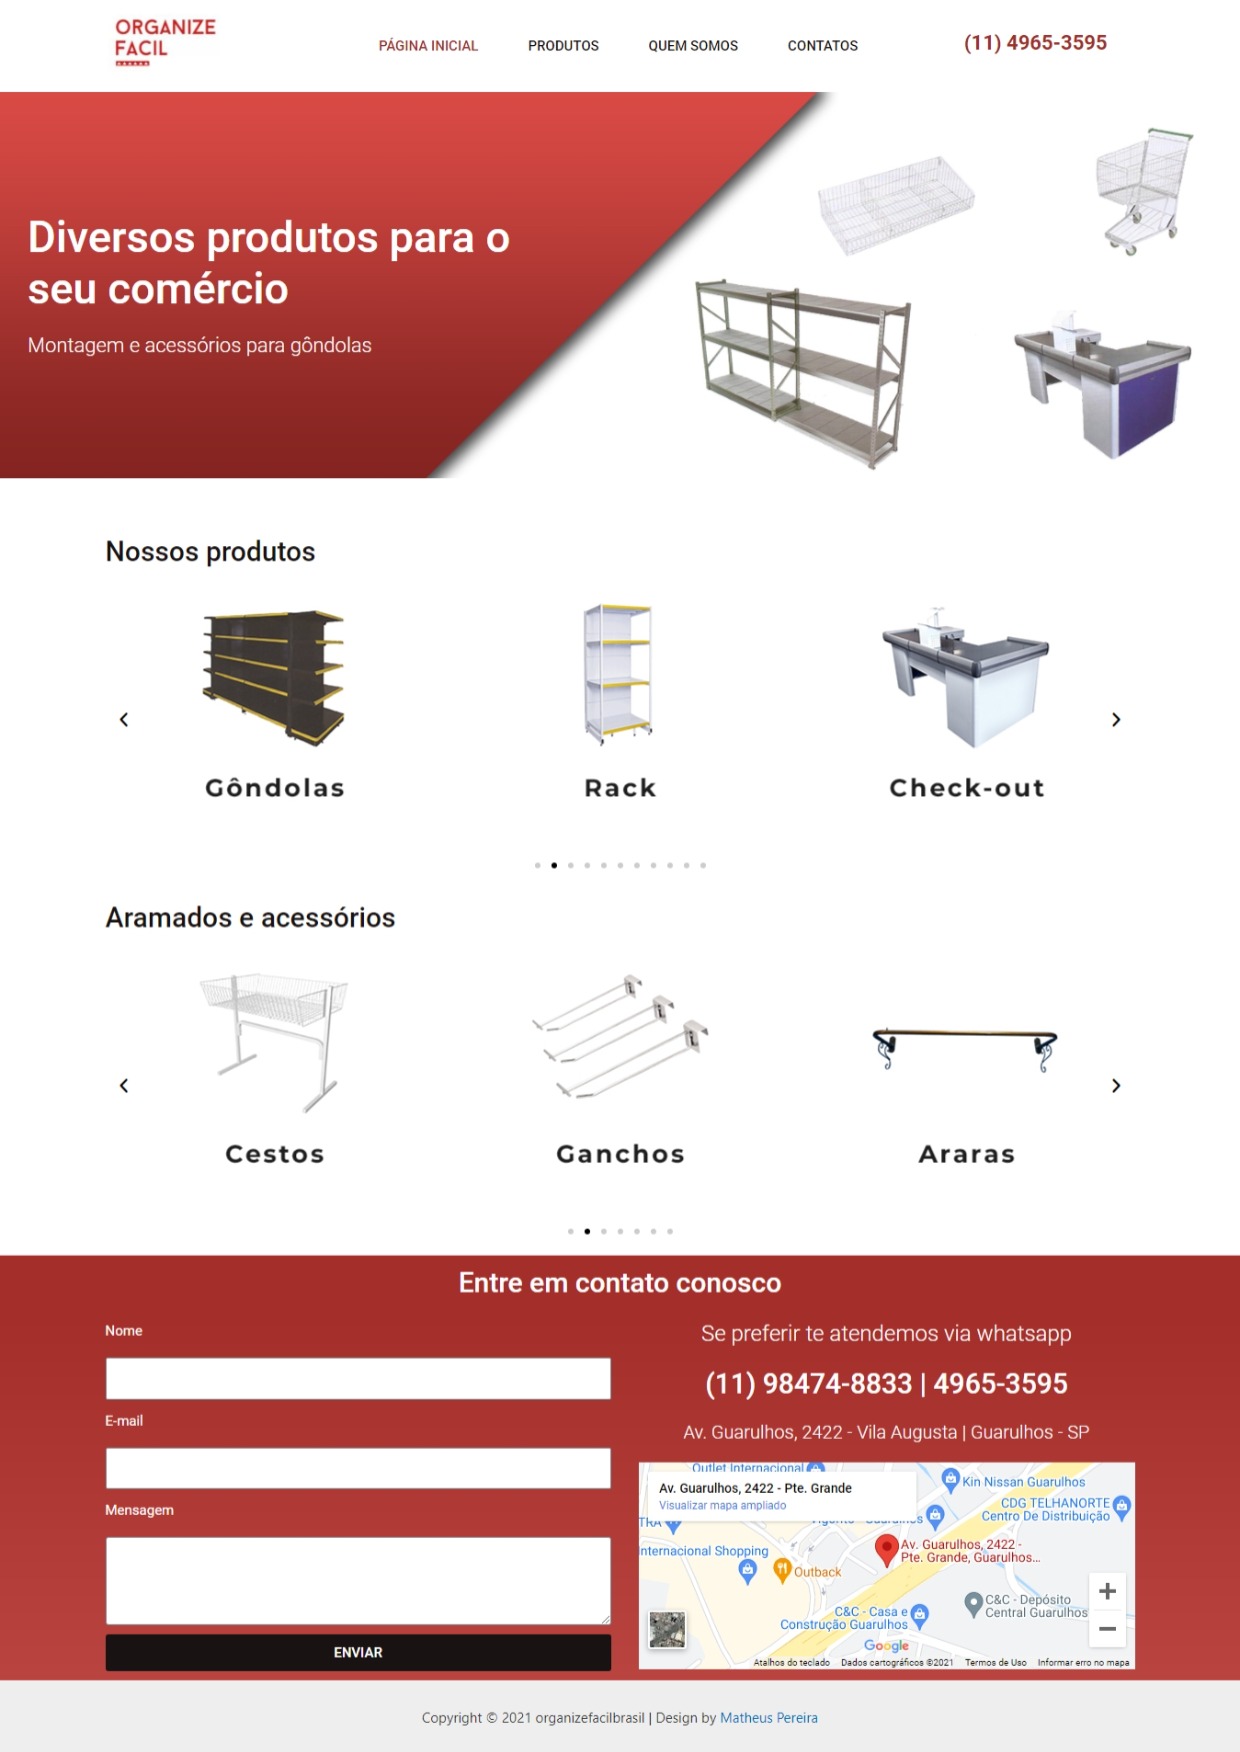 ORGANIZE
FACIL
PÁGINA INICIAL
PRODUTOS
QUEM SOMOS
CONTATOS
(11) 4965-3595
Diversos produtos para o
seu comércio
Montagem e acessórios para gôndolas
Nossos produtos
Gôndolas
Rack
Check-out
Aramados e acessórios
Cestos
Ganchos
Araras
Entre em contato conosco
Nome
E-mail
Mensagem
ENVIAR
Se preferir te atendemos via whatsapp
(11) 98474-8833 | 4965-3595
Av. Guarulhos, 2422 - Vila Augusta | Guarulhos - SP
Outlet Internacional
Av. Guarulhos, 2422 - Pte. Grande
Visualizar mapa ampliado
Kin Nissan Guarulhos
CDG TELHANORTE
Centro De Distribuição
TRA
Guarulhos
nternacional Shopping
Outback
Av. Guarulhos, 2422 -
Pte. Grande, Guarulhos...
C&C - Casa e
Construção Guarulhos
C&C - Depósito
Central Guarulhos
Google
Atalhos do teclado
Dados cartográficos ©2021
Termos de Uso
Informar erro no mapa
Copyright © 2021 organizefacilbrasil | Design by Matheus Pereira